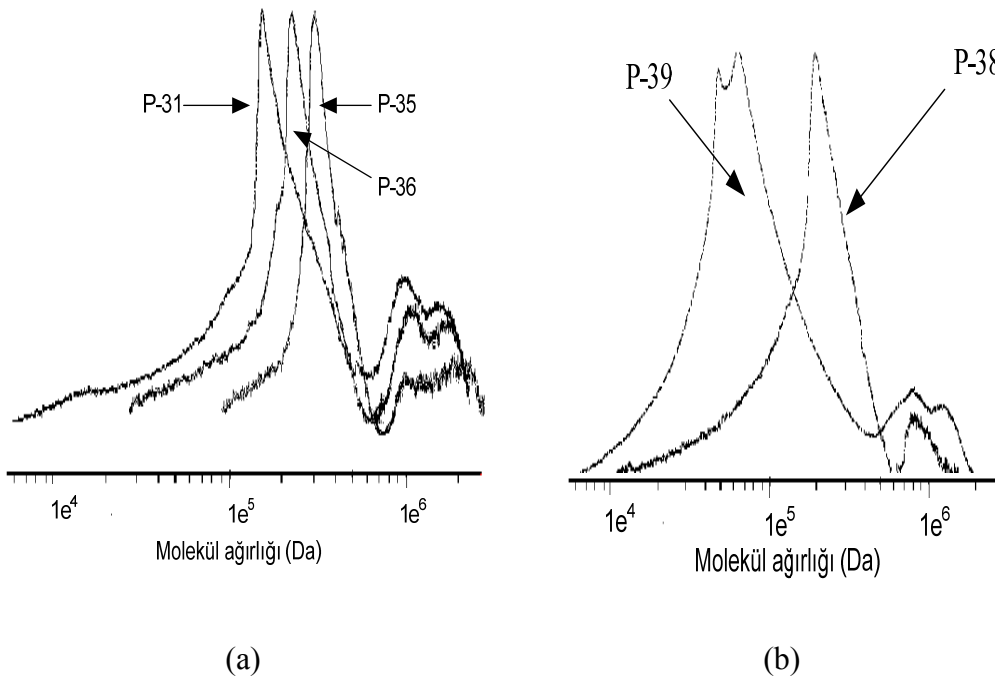 P-31
P-35
P-36
1e⁴
1e⁵
1e⁶
Molekül ağırlığı (Da)
(a)
P-39
P-38
1e⁴
1e⁵
1e⁶
Molekül ağırlığı (Da)
(b)